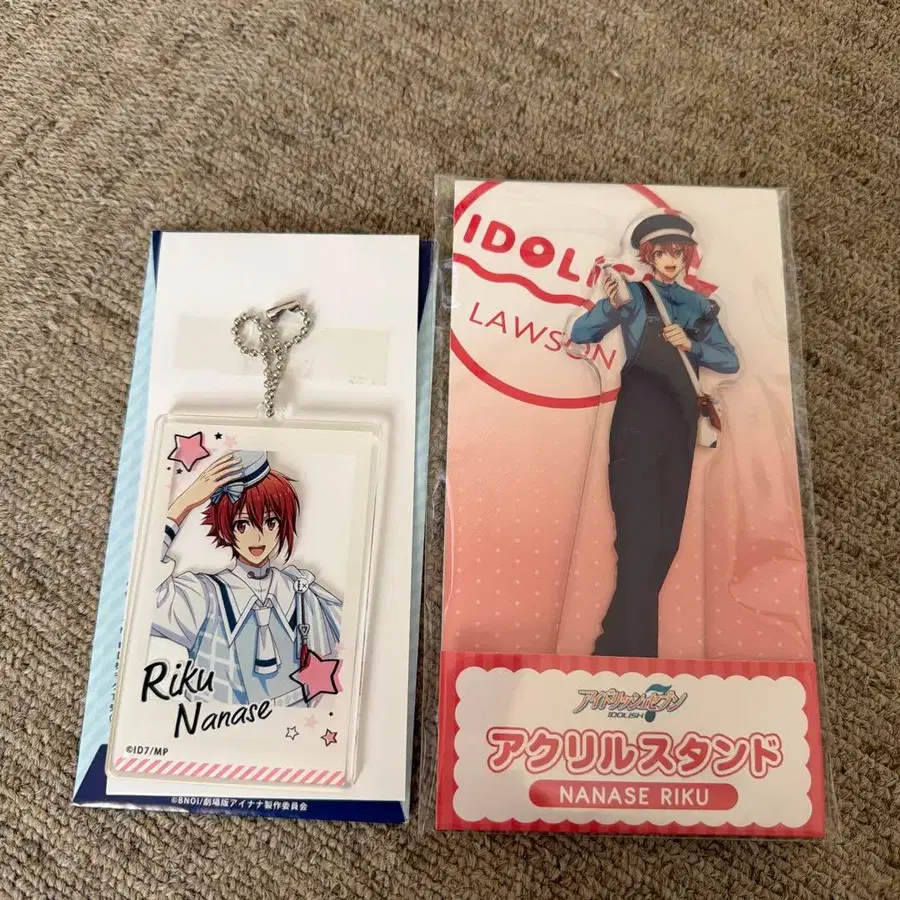 Riku
Nanase
©ID7/MP
©BNOI/劇場版アイナナ製作委員会
IDOLiSH
LAWSON
アイドリッシュセブン
IDOLiSH7
アクリルスタンド
NANASE RIKU